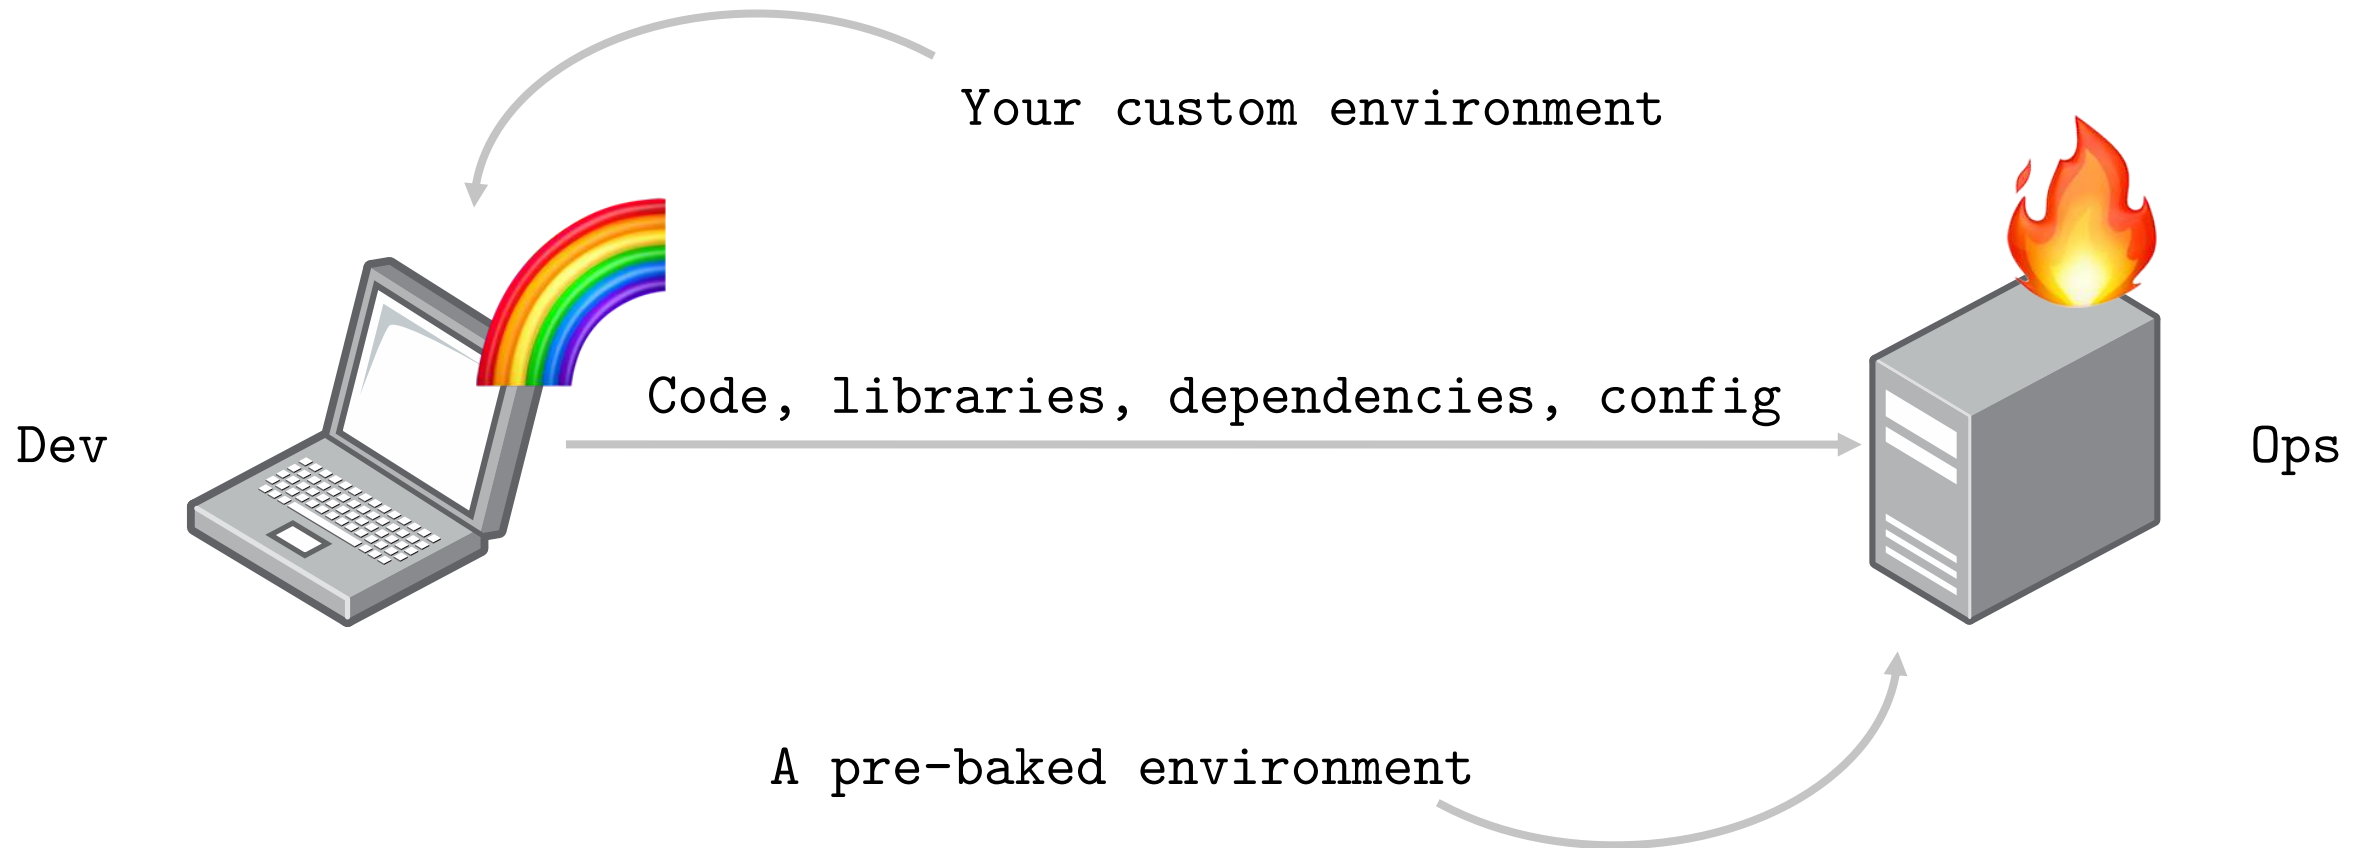 Your custom environment
Code, libraries, dependencies, config
Dev
Ops
A pre-baked environment